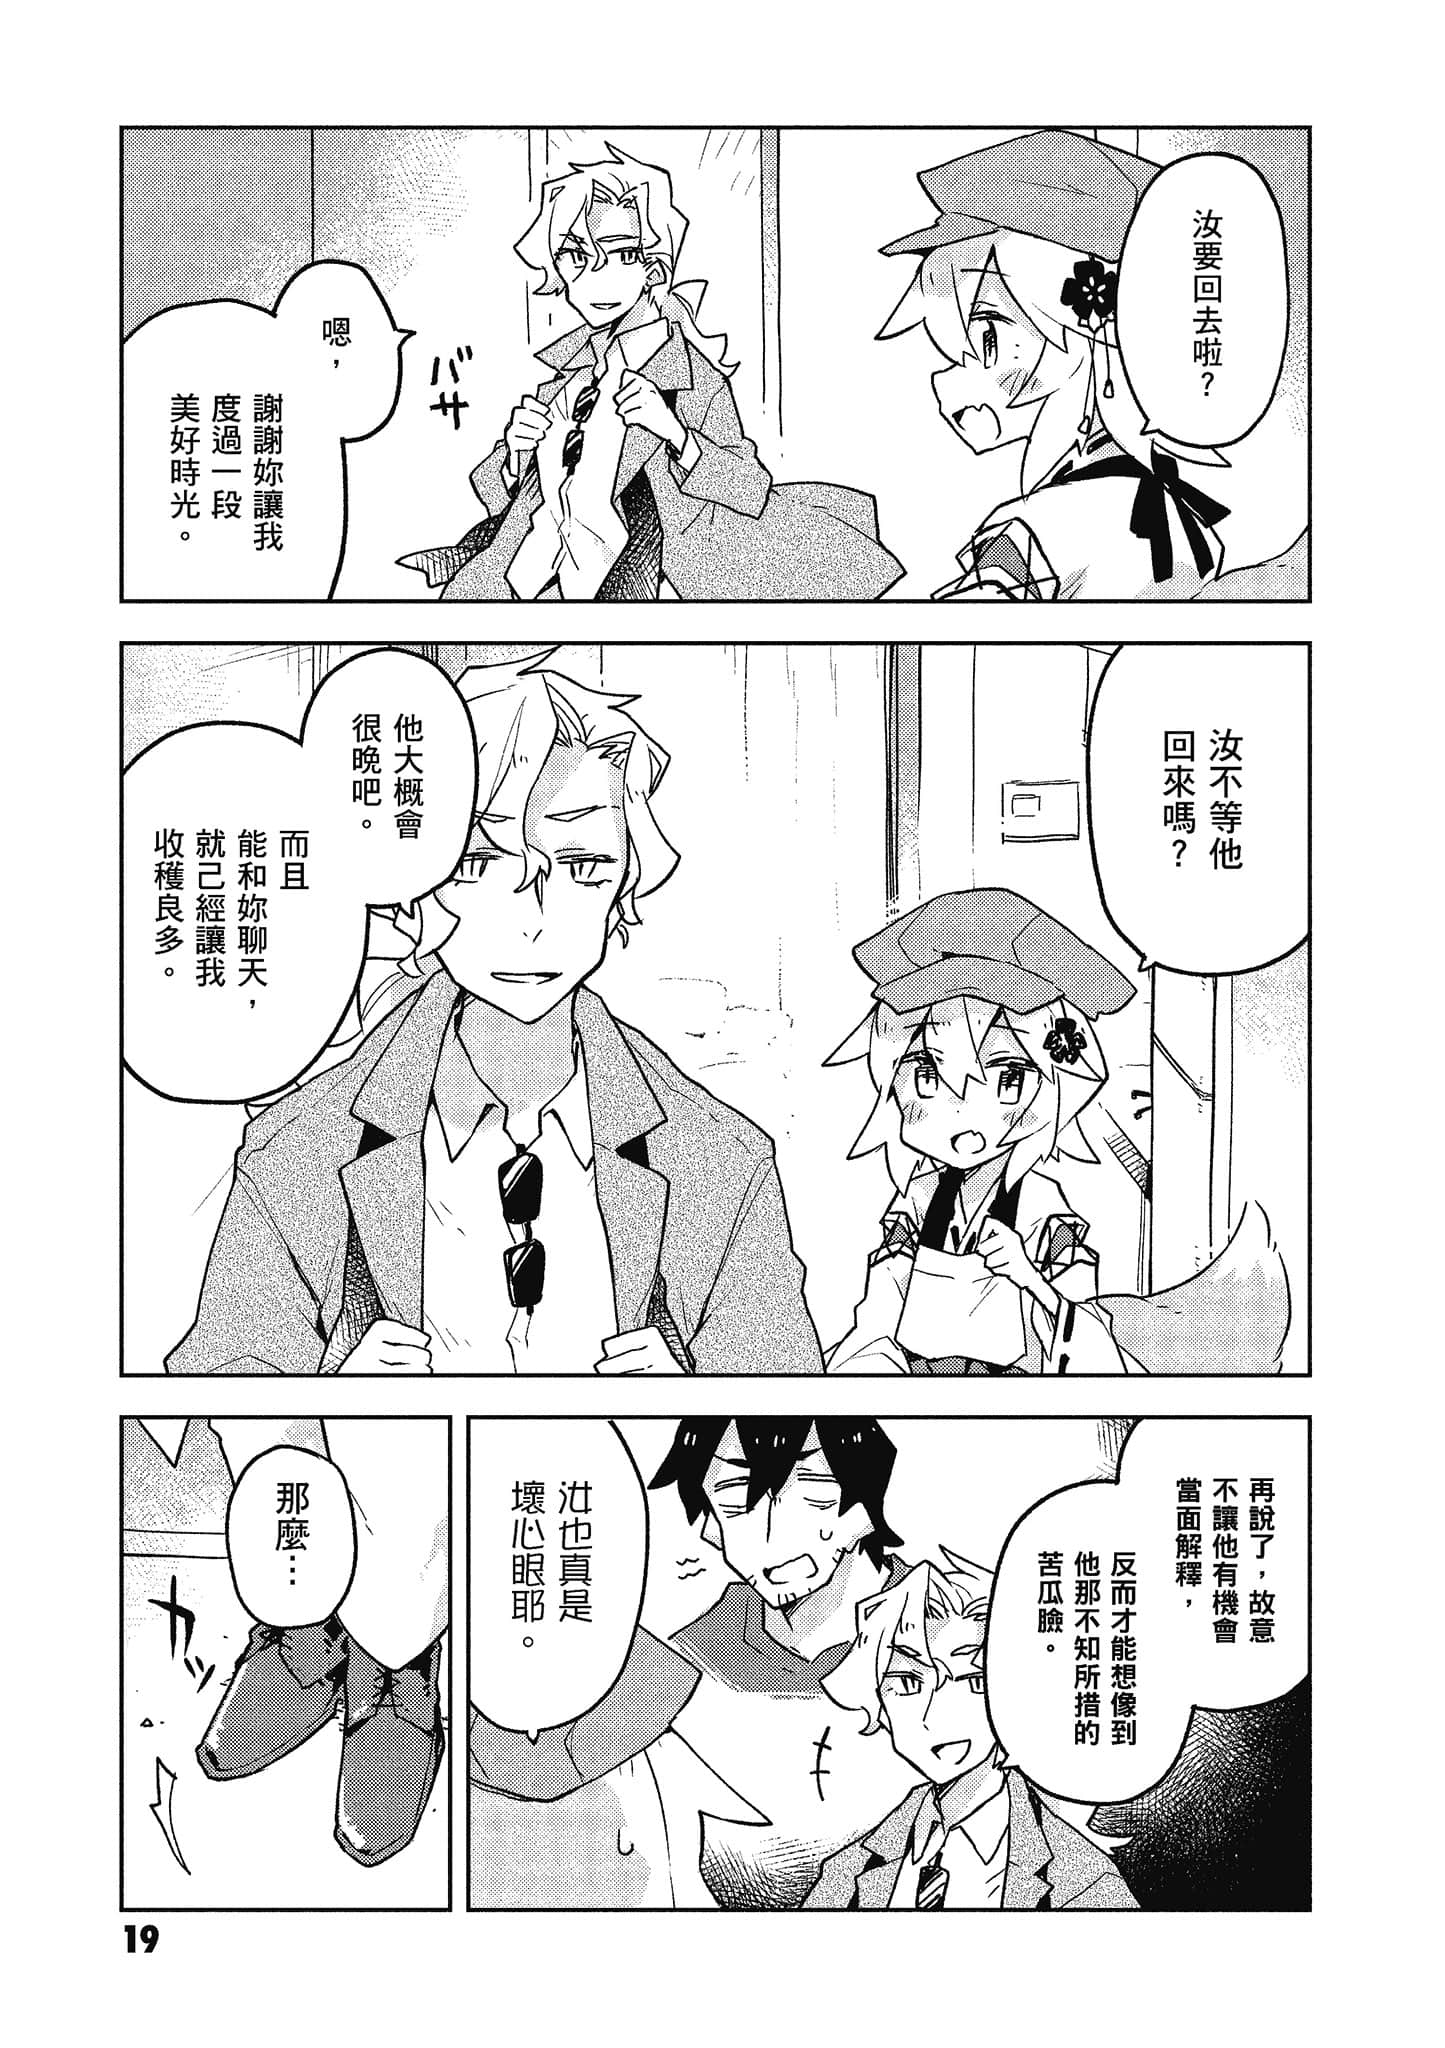 汝要回去啦？
バサ
嗯，
謝謝妳讓我
度過一段
美好時光。
汝不等他
回來嗎？
他大概會
很晚吧。
而且
能和妳聊天，
就已經讓我
收穫良多。
再說了，故意
不讓他有機會
當面解釋，
反而才能想像到
他那不知所措的
苦瓜臉。
汝也真是
壞心眼耶。
那麼…
カッ
19